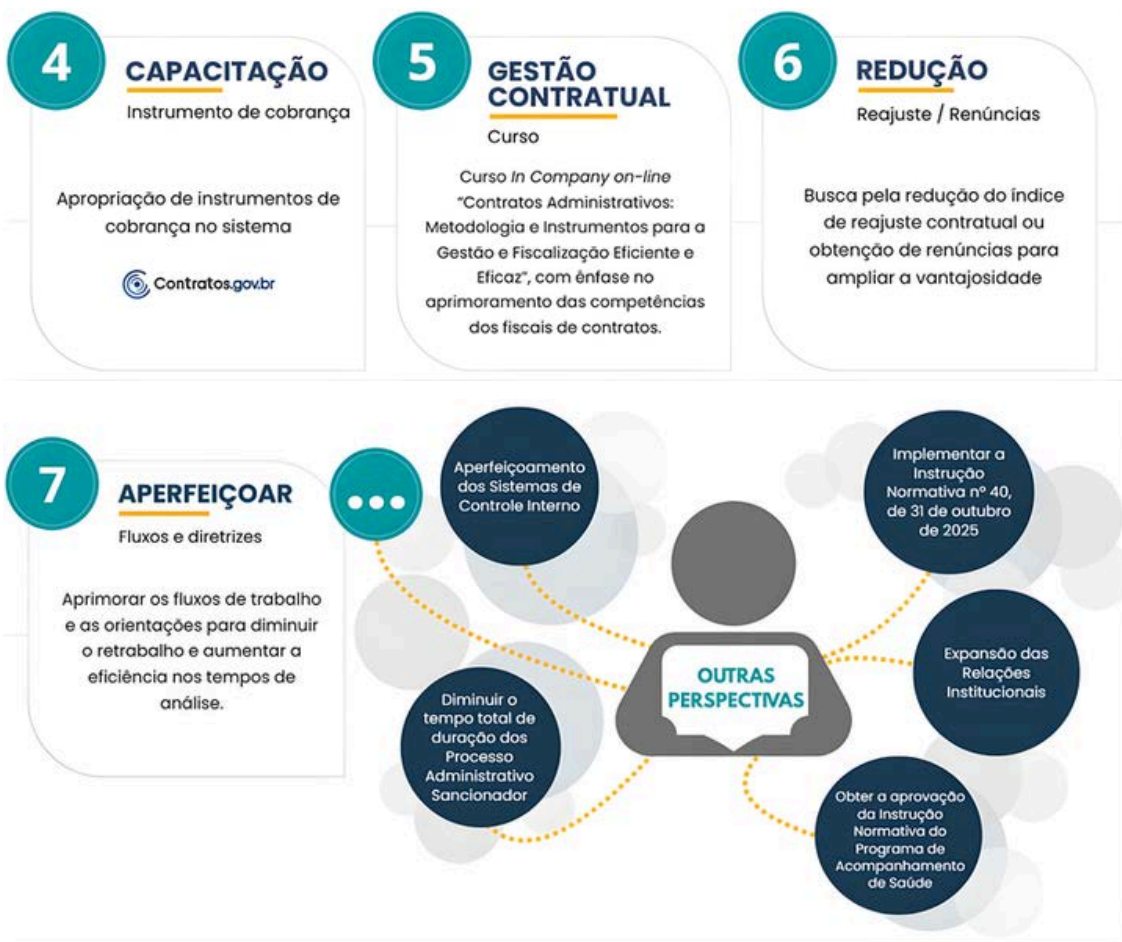 4
CAPACITAÇÃO
Instrumento de cobrança
Apropriação de instrumentos de
cobrança no sistema
Contratos.gov.br
5
GESTÃO
CONTRATUAL
Curso
Curso In Company on-line
"Contratos Administrativos:
Metodologia e Instrumentos para a
Gestão e Fiscalização Eficiente e
Eficaz", com ênfase no
aprimoramento das competências
dos fiscais de contratos.
6
REDUÇÃO
Reajuste / Renúncias
Busca pela redução do índice
de reajuste contratual ou
obtenção de renúncias para
ampliar a vantajosidade
7
APERFEIÇOAR
Fluxos e diretrizes
Aprimorar os fluxos de trabalho
e as orientações para diminuir
o retrabalho e aumentar a
eficiência nos tempos de
análise.
...
Aperfeiçoamento
dos Sistemas de
Controle Interno
Diminuir o
tempo total de
duração dos
Processo
Administrativo
Sancionador
OUTRAS
PERSPECTIVAS
Implementar a
Instrução
Normativa nº 40,
de 31 de outubro
de 2025
Expansão das
Relações
Institucionais
Obter a aprovação
da Instrução
Normativa do
Programa de
Acompanhamento
de Saúde